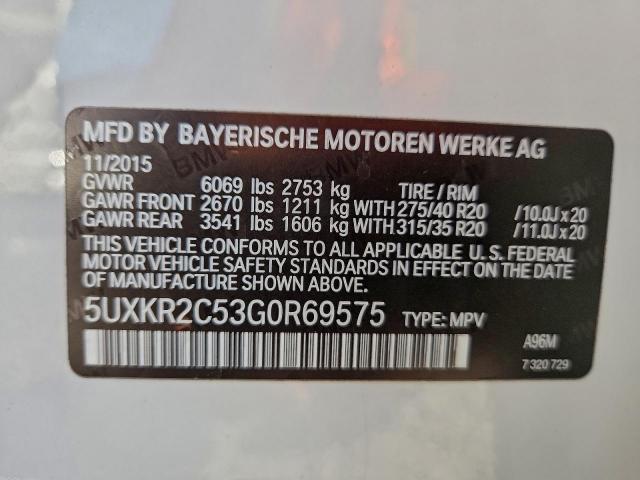 MFD BY BAYERISCHE MOTOREN WERKE AG
11/2015
GVWR 6069 lbs 2753 kg TIRE / RIM
GAWR FRONT 2670 lbs 1211 kg WITH 275/40 R20 /10.0J x 20
GAWR REAR 3541 lbs 1606 kg WITH 315/35 R20 /11.0J x 20
THIS VEHICLE CONFORMS TO ALL APPLICABLE U. S. FEDERAL
MOTOR VEHICLE SAFETY STANDARDS IN EFFECT ON THE
DATE OF MANUFACTURE SHOWN ABOVE.
5UXKR2C53G0R69575 TYPE: MPV
A96M
7 320 729